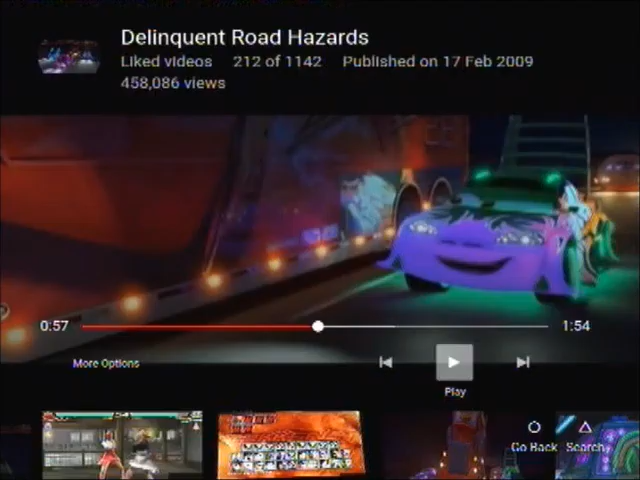 Delinquent Road Hazards
Liked videos 212 of 1142 Published on 17 Feb 2009
458,086 views
0:57 1:54
More Options
Play
Go Back Search